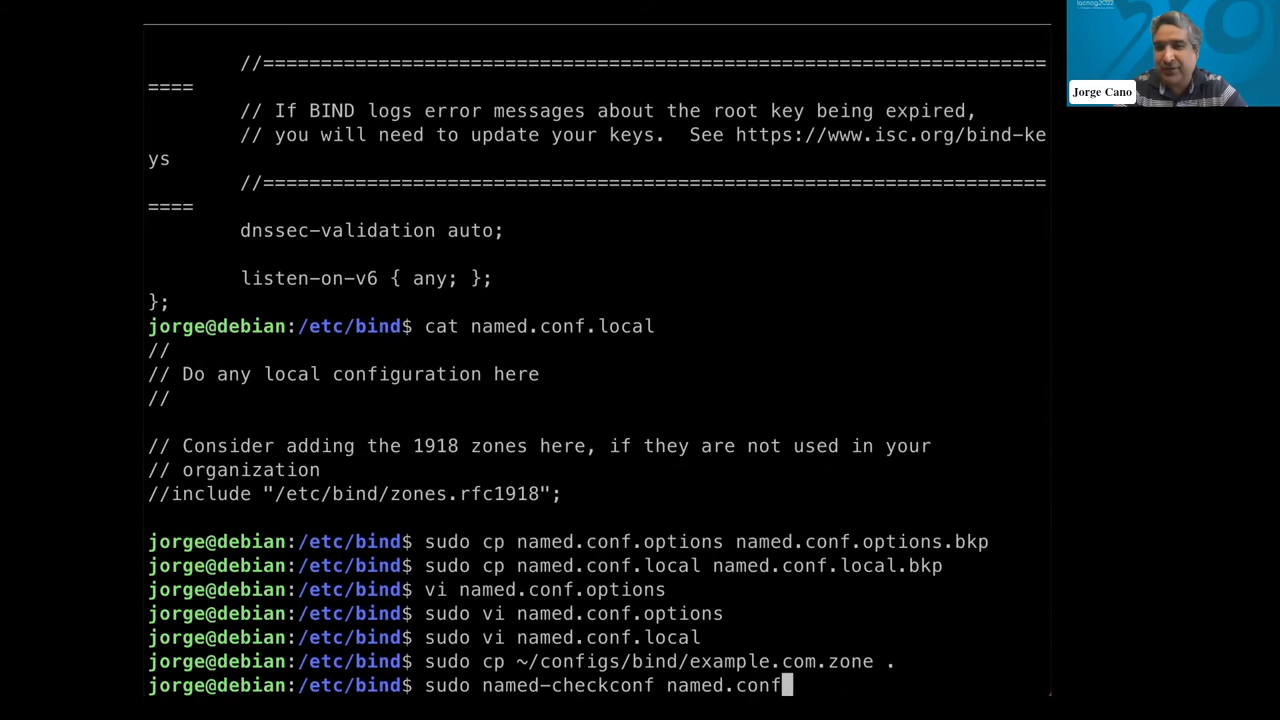 //====================================================================
====
// If BIND logs error messages about the root key being expired,
// you will need to update your keys.  See https://www.isc.org/bind-ke
ys
//====================================================================
====
dnssec-validation auto;
listen-on-v6 { any; };
};
jorge@debian:/etc/bind$ cat named.conf.local
//
// Do any local configuration here
//
// Consider adding the 1918 zones here, if they are not used in your
// organization
//include "/etc/bind/zones.rfc1918";
jorge@debian:/etc/bind$ sudo cp named.conf.options named.conf.options.bkp
jorge@debian:/etc/bind$ sudo cp named.conf.local named.conf.local.bkp
jorge@debian:/etc/bind$ vi named.conf.options
jorge@debian:/etc/bind$ sudo vi named.conf.options
jorge@debian:/etc/bind$ sudo vi named.conf.local
jorge@debian:/etc/bind$ sudo cp ~/configs/bind/example.com.zone .
jorge@debian:/etc/bind$ sudo named-checkconf named.conf
lacnog2022
Jorge Cano